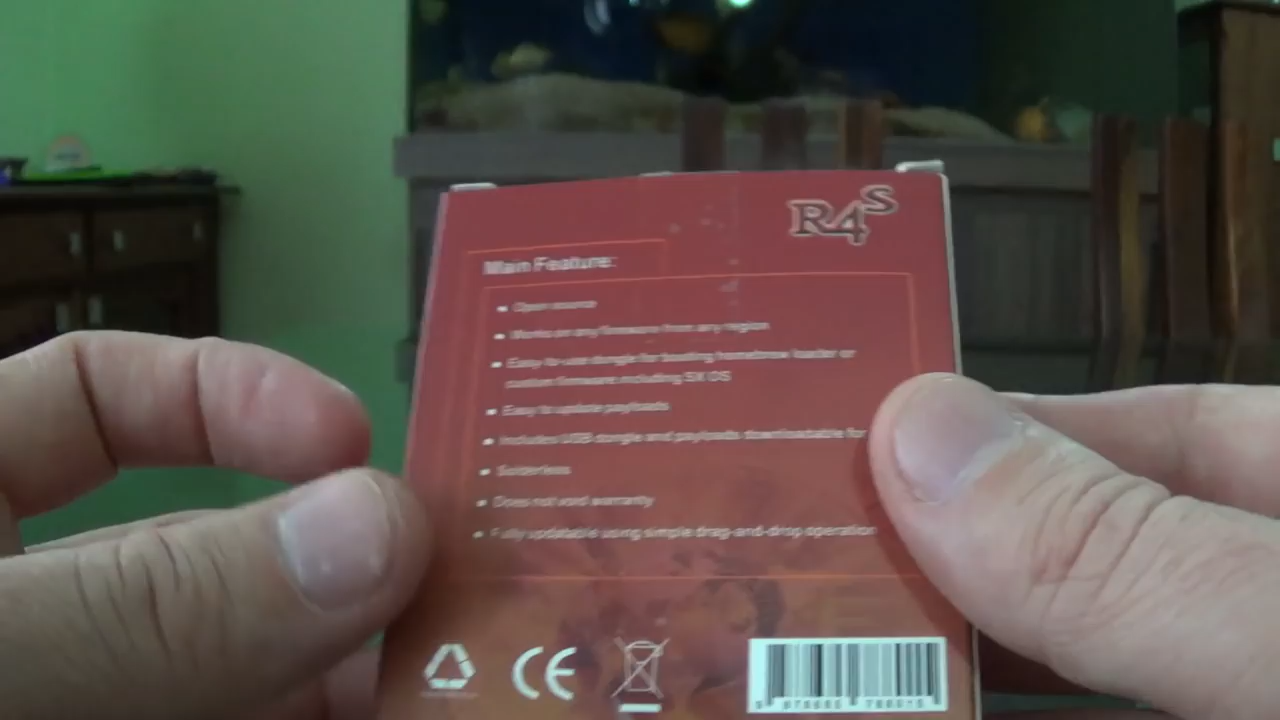 R4S
Main Feature:
Open source
Works on any firmware from any region
Easy-to-use dongle for booting homebrew loader or
custom firmware including SX OS
Easy to update payloads
Includes USB dongle and payloads downloadable for
Solderless
Does not void warranty
Fully updatable using simple drag-and-drop operation
CE